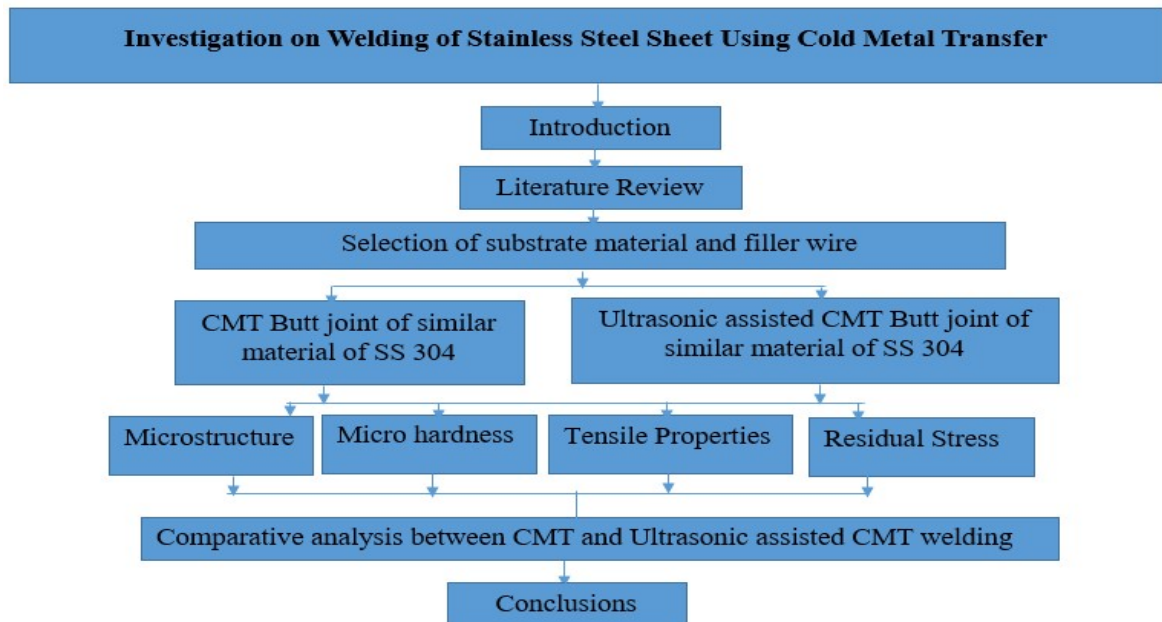 Investigation on Welding of Stainless Steel Sheet Using Cold Metal Transfer
Introduction
Literature Review
Selection of substrate material and filler wire
CMT Butt joint of similar
material of SS 304
Ultrasonic assisted CMT Butt joint of
similar material of SS 304
Microstructure
Micro hardness
Tensile Properties
Residual Stress
Comparative analysis between CMT and Ultrasonic assisted CMT welding
Conclusions